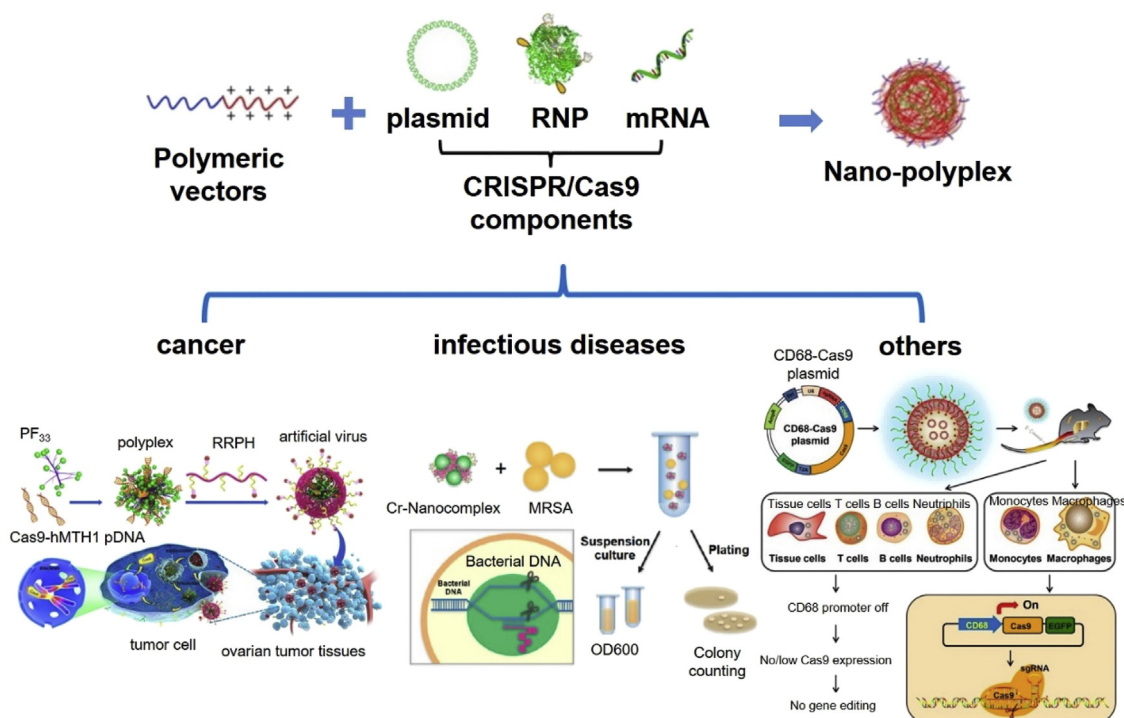 + + + +
+ + + +
Polymeric
vectors
+
plasmid
RNP
mRNA
CRISPR/Cas9
components
Nano-polyplex
cancer
infectious diseases
others
PF33
polyplex
RRPH
artificial virus
Cas9-hMTH1 pDNA
tumor cell
ovarian tumor tissues
Cr-Nanocomplex
+
MRSA
Suspension
culture
Plating
Bacterial DNA
Bacterial
DNA
OD600
Colony
counting
CD68-Cas9
plasmid
U6
CD68-Cas9
plasmid
Tissue cells T cells B cells Neutriphils
Tissue cells T cells B cells Neutrophils
Monocytes Macrophages
Monocytes Macrophages
CD68 promoter off
No/low Cas9 expression
No gene editing
On
CD68 Cas9 EGFP
sgRNA
Cas9